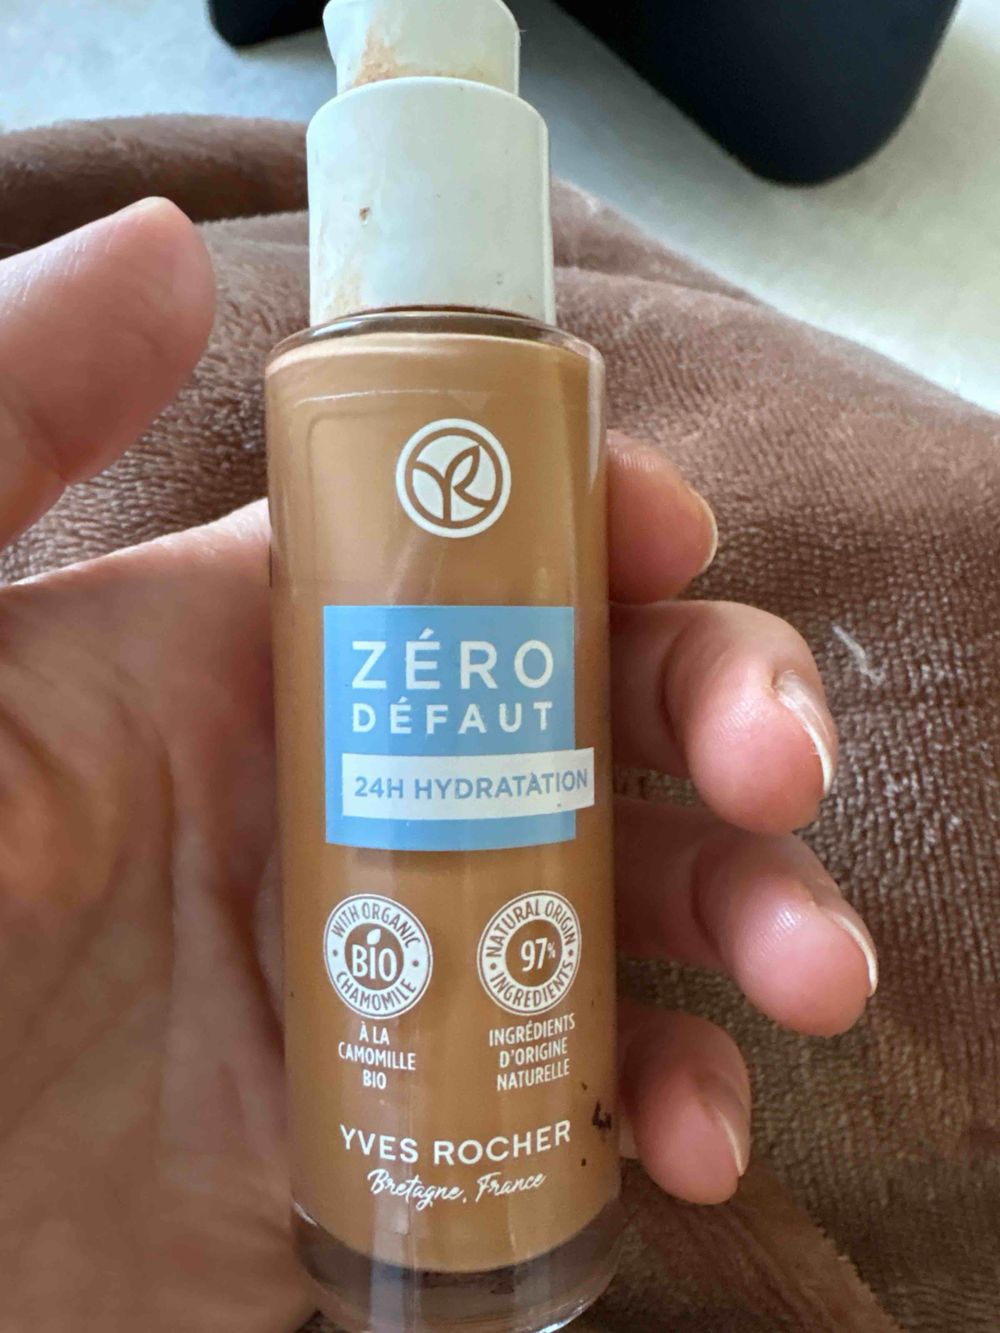 ZÉRO
DÉFAUT
24H HYDRATATION
WITH ORGANIC
BIO
CHAMOMILE
À LA
CAMOMILLE
BIO
NATURAL ORIGIN
97%
INGREDIENTS
INGRÉDIENTS
D'ORIGINE
NATURELLE
YVES ROCHER
Bretagne, France